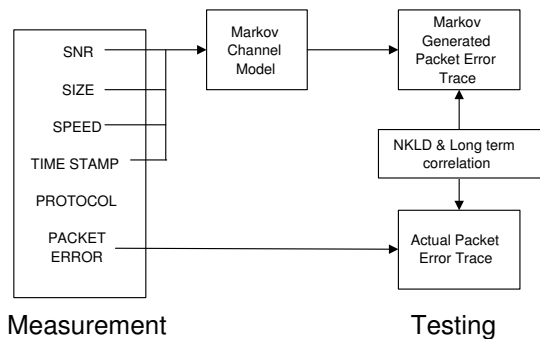 SNR
SIZE
SPEED
TIME STAMP
PROTOCOL
PACKET
ERROR
Markov
Channel
Model
Markov
Generated
Packet Error
Trace
NKLD & Long term
correlation
Actual Packet
Error Trace
Measurement
Testing